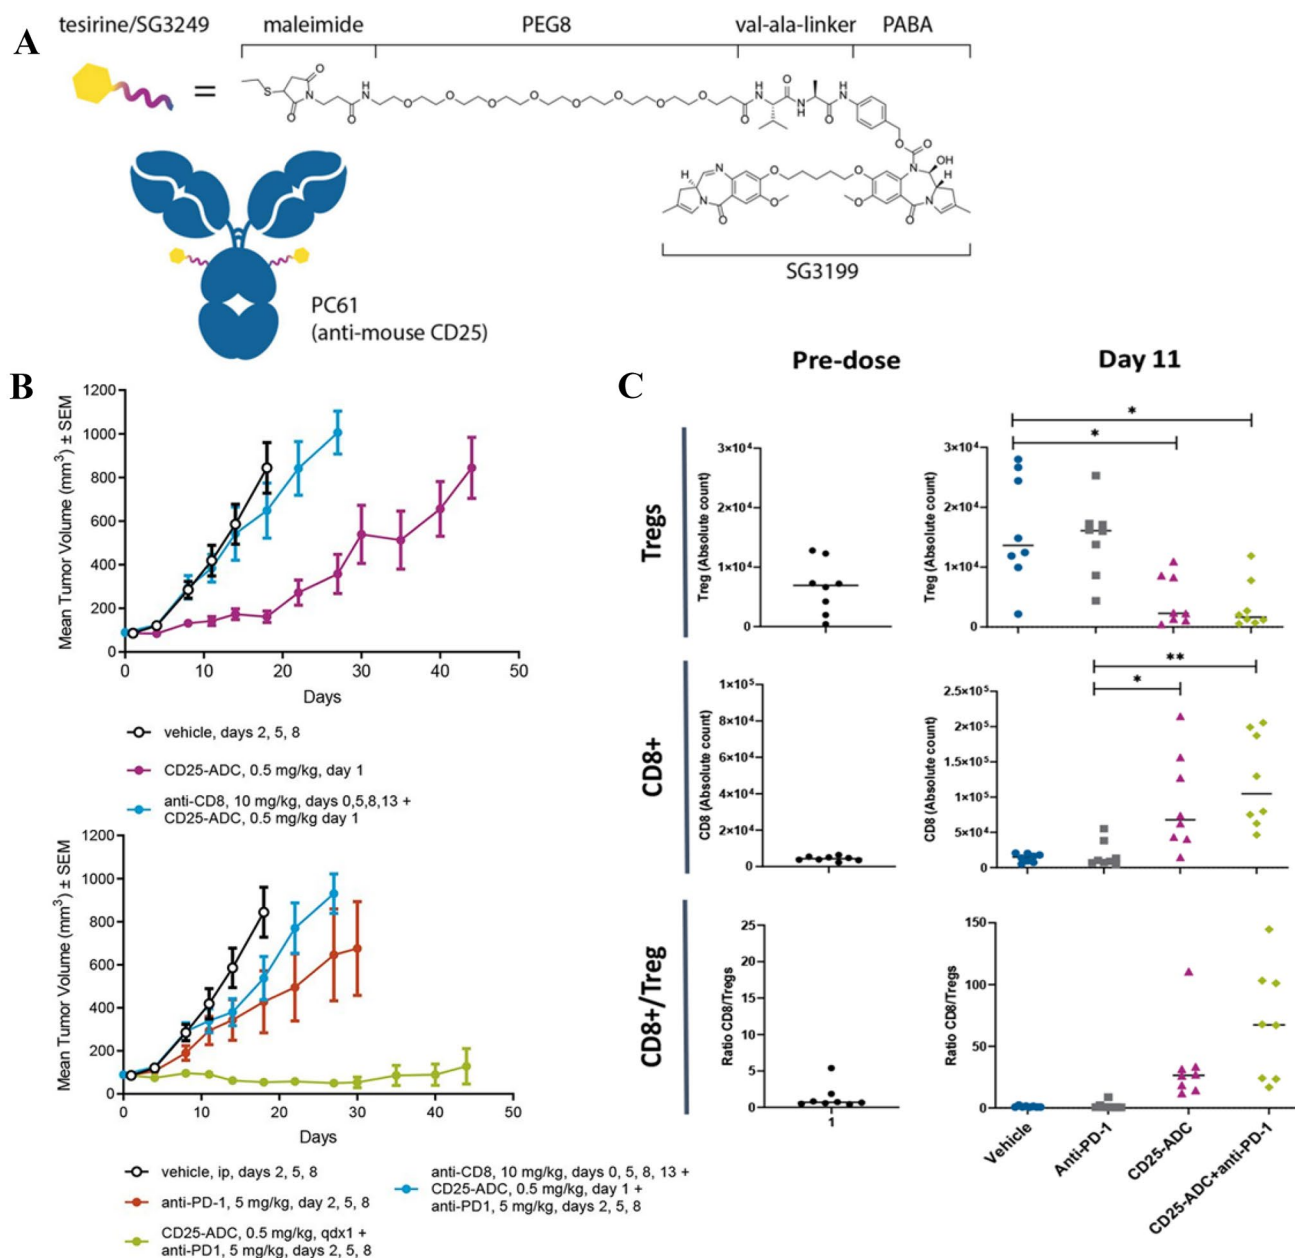 A
tesirine/SG3249
maleimide
PEG8
val-ala-linker
PABA
=
SG3199
PC61
(anti-mouse CD25)
B
Mean Tumor Volume (mm³) ± SEM
1200
1000
800
600
400
200
0
0 10 20 30 40 50
Days
vehicle, days 2, 5, 8
CD25-ADC, 0.5 mg/kg, day 1
anti-CD8, 10 mg/kg, days 0,5,8,13 +
CD25-ADC, 0.5 mg/kg day 1
Mean Tumor Volume (mm³) ± SEM
1200
1000
800
600
400
200
0
0 10 20 30 40 50
Days
vehicle, ip, days 2, 5, 8
anti-PD-1, 5 mg/kg, day 2, 5, 8
CD25-ADC, 0.5 mg/kg, qdx1 +
anti-PD1, 5 mg/kg, days 2, 5, 8
anti-CD8, 10 mg/kg, days 0, 5, 8, 13 +
CD25-ADC, 0.5 mg/kg, day 1 +
anti-PD1, 5 mg/kg, days 2, 5, 8
C
Pre-dose
Day 11
Tregs
Treg (Absolute count)
3×10⁴
2×10⁴
1×10⁴
0
Treg (Absolute count)
3×10⁴
2×10⁴
1×10⁴
0
*
*
CD8+
CD8 (Absolute count)
1×10⁵
8×10⁴
6×10⁴
4×10⁴
2×10⁴
0
CD8 (Absolute count)
2.5×10⁵
2×10⁵
1.5×10⁵
1×10⁵
5×10⁴
0
**
*
CD8+/Treg
Ratio CD8/Tregs
25
20
15
10
5
0
1
Ratio CD8/Tregs
150
100
50
0
Vehicle
Anti-PD-1
CD25-ADC
CD25-ADC+anti-PD-1